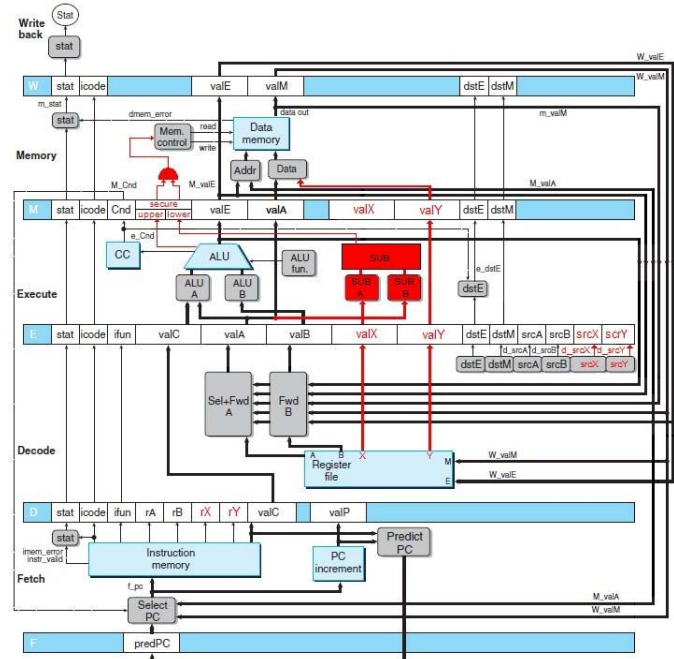 Stat
Write
back
stat
W_valE
W_valM
W stat icode valE valM dstE dstM
m_stat
dmem_error
data out
m_valM
stat
Mem.
control
read
write
Data
memory
Memory
Addr
Data
M_Cnd
M_valE
M_valA
M stat icode Cnd secure upper lower valE valA valX valY dstE dstM
e_Cnd
CC
ALU
ALU
fun.
SUB
e_dstE
ALU
A
ALU
B
SUB
A
SUB
B
dstE
Execute
E stat icode ifun valC valA valB valX valY dstE dstM srcA srcB srcX scrY
d_srcA d_srcB d_srcX d_srcY
dstE dstM srcA srcB srcX srcY
Sel+Fwd
A
Fwd
B
Decode
A B X Y
Register
file
M
E
W_valM
W_valE
D stat icode ifun rA rB rX rY valC valP
stat
imem_error
instr_valid
Instruction
memory
PC
increment
Predict
PC
Fetch
f_pc
Select
PC
M_valA
W_valM
F predPC